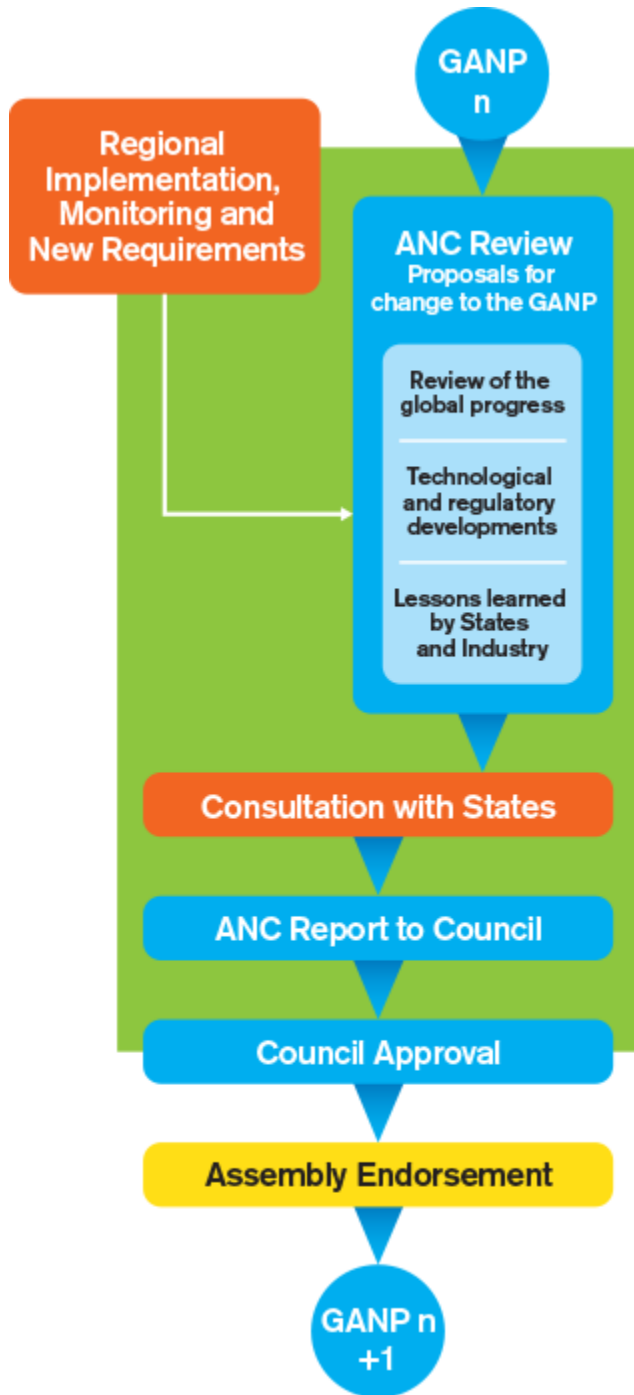 GANP
n
Regional
Implementation,
Monitoring and
New Requirements
ANC Review
Proposals for
change to the GANP
Review of the
global progress
Technological
and regulatory
developments
Lessons learned
by States
and Industry
Consultation with States
ANC Report to Council
Council Approval
Assembly Endorsement
GANP n
+1